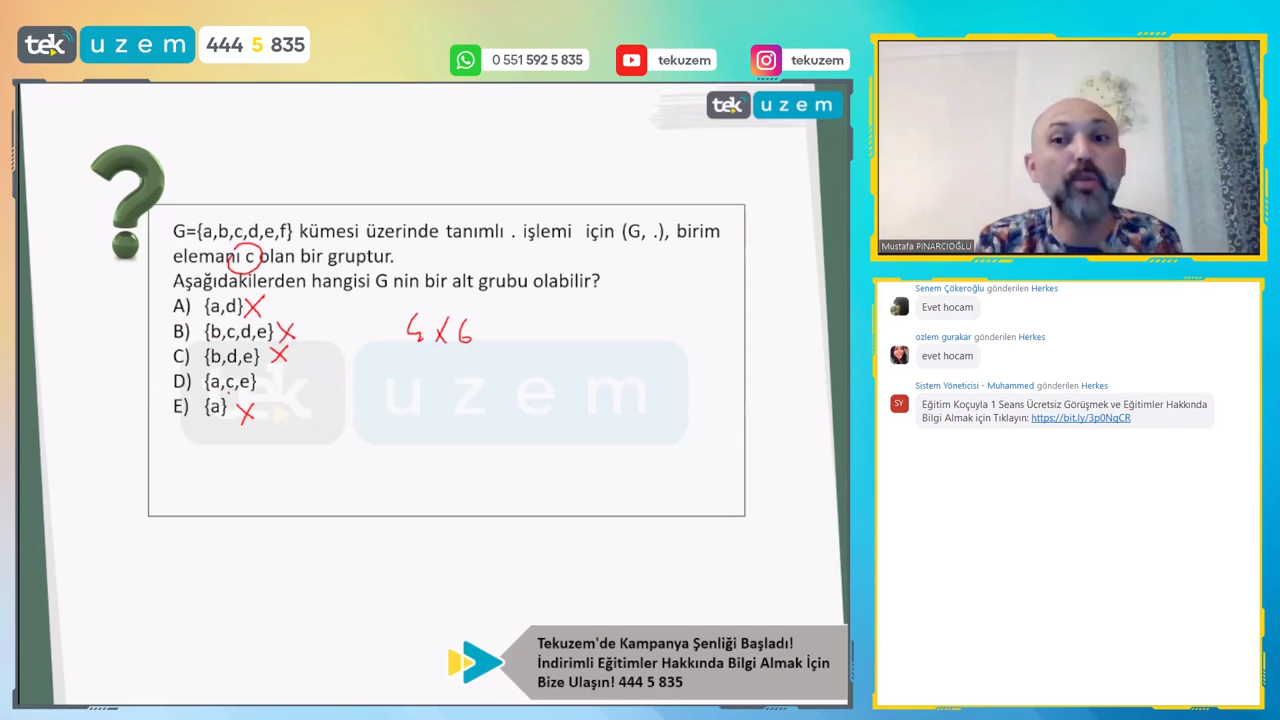 tek uzem 444 5 835
0 551 592 5 835
tekuzem
tekuzem
tek uzem
G={a,b,c,d,e,f} kümesi üzerinde tanımlı . işlemi için (G, .), birim
elemanı c olan bir gruptur.
Aşağıdakilerden hangisi G nin bir alt grubu olabilir?
A) {a,d} X
B) {b,c,d,e} X
4 X 6
C) {b,d,e} X
D) {a,c,e}
E) {a} X
tek uzem
Tekuzem'de Kampanya Şenliği Başladı!
İndirimli Eğitimler Hakkında Bilgi Almak İçin
Bize Ulaşın! 444 5 835
Mustafa PINARCIOĞLU
Senem Çökeroğlu gönderilen Herkes
Evet hocam
ozlem gurakar gönderilen Herkes
evet hocam
Sistem Yöneticisi - Muhammed gönderilen Herkes
SY
Eğitim Koçuyla 1 Seans Ücretsiz Görüşmek ve Eğitimler Hakkında
Bilgi Almak için Tıklayın: https://bit.ly/3p0NqCR